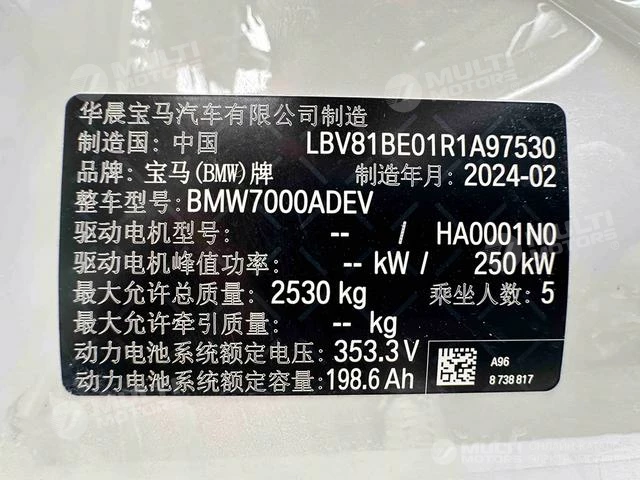 MULTI MOTORS
华晨宝马汽车有限公司制造
制造国: 中国 LBV81BE01R1A97530
品牌: 宝马(BMW)牌 制造年月: 2024-02
整车型号: BMW7000ADEV
驱动电机型号: -- / HA0001N0
驱动电机峰值功率: -- kW / 250 kW
最大允许总质量: 2530 kg 乘坐人数: 5
最大允许牵引质量: -- kg
动力电池系统额定电压: 353.3 V
动力电池系统额定容量: 198.6 Ah
A96
8 738 817